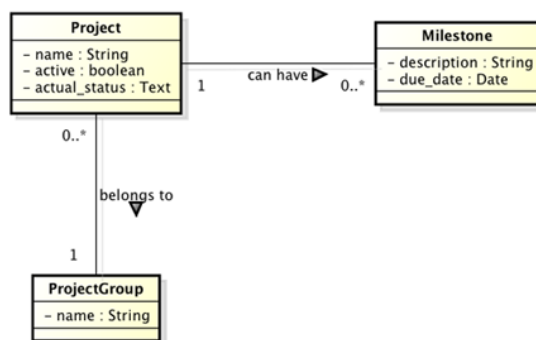 Project
- name : String
- active : boolean
- actual_status : Text
Milestone
- description : String
- due_date : Date
1
can have
0..*
0..*
belongs to
1
ProjectGroup
- name : String